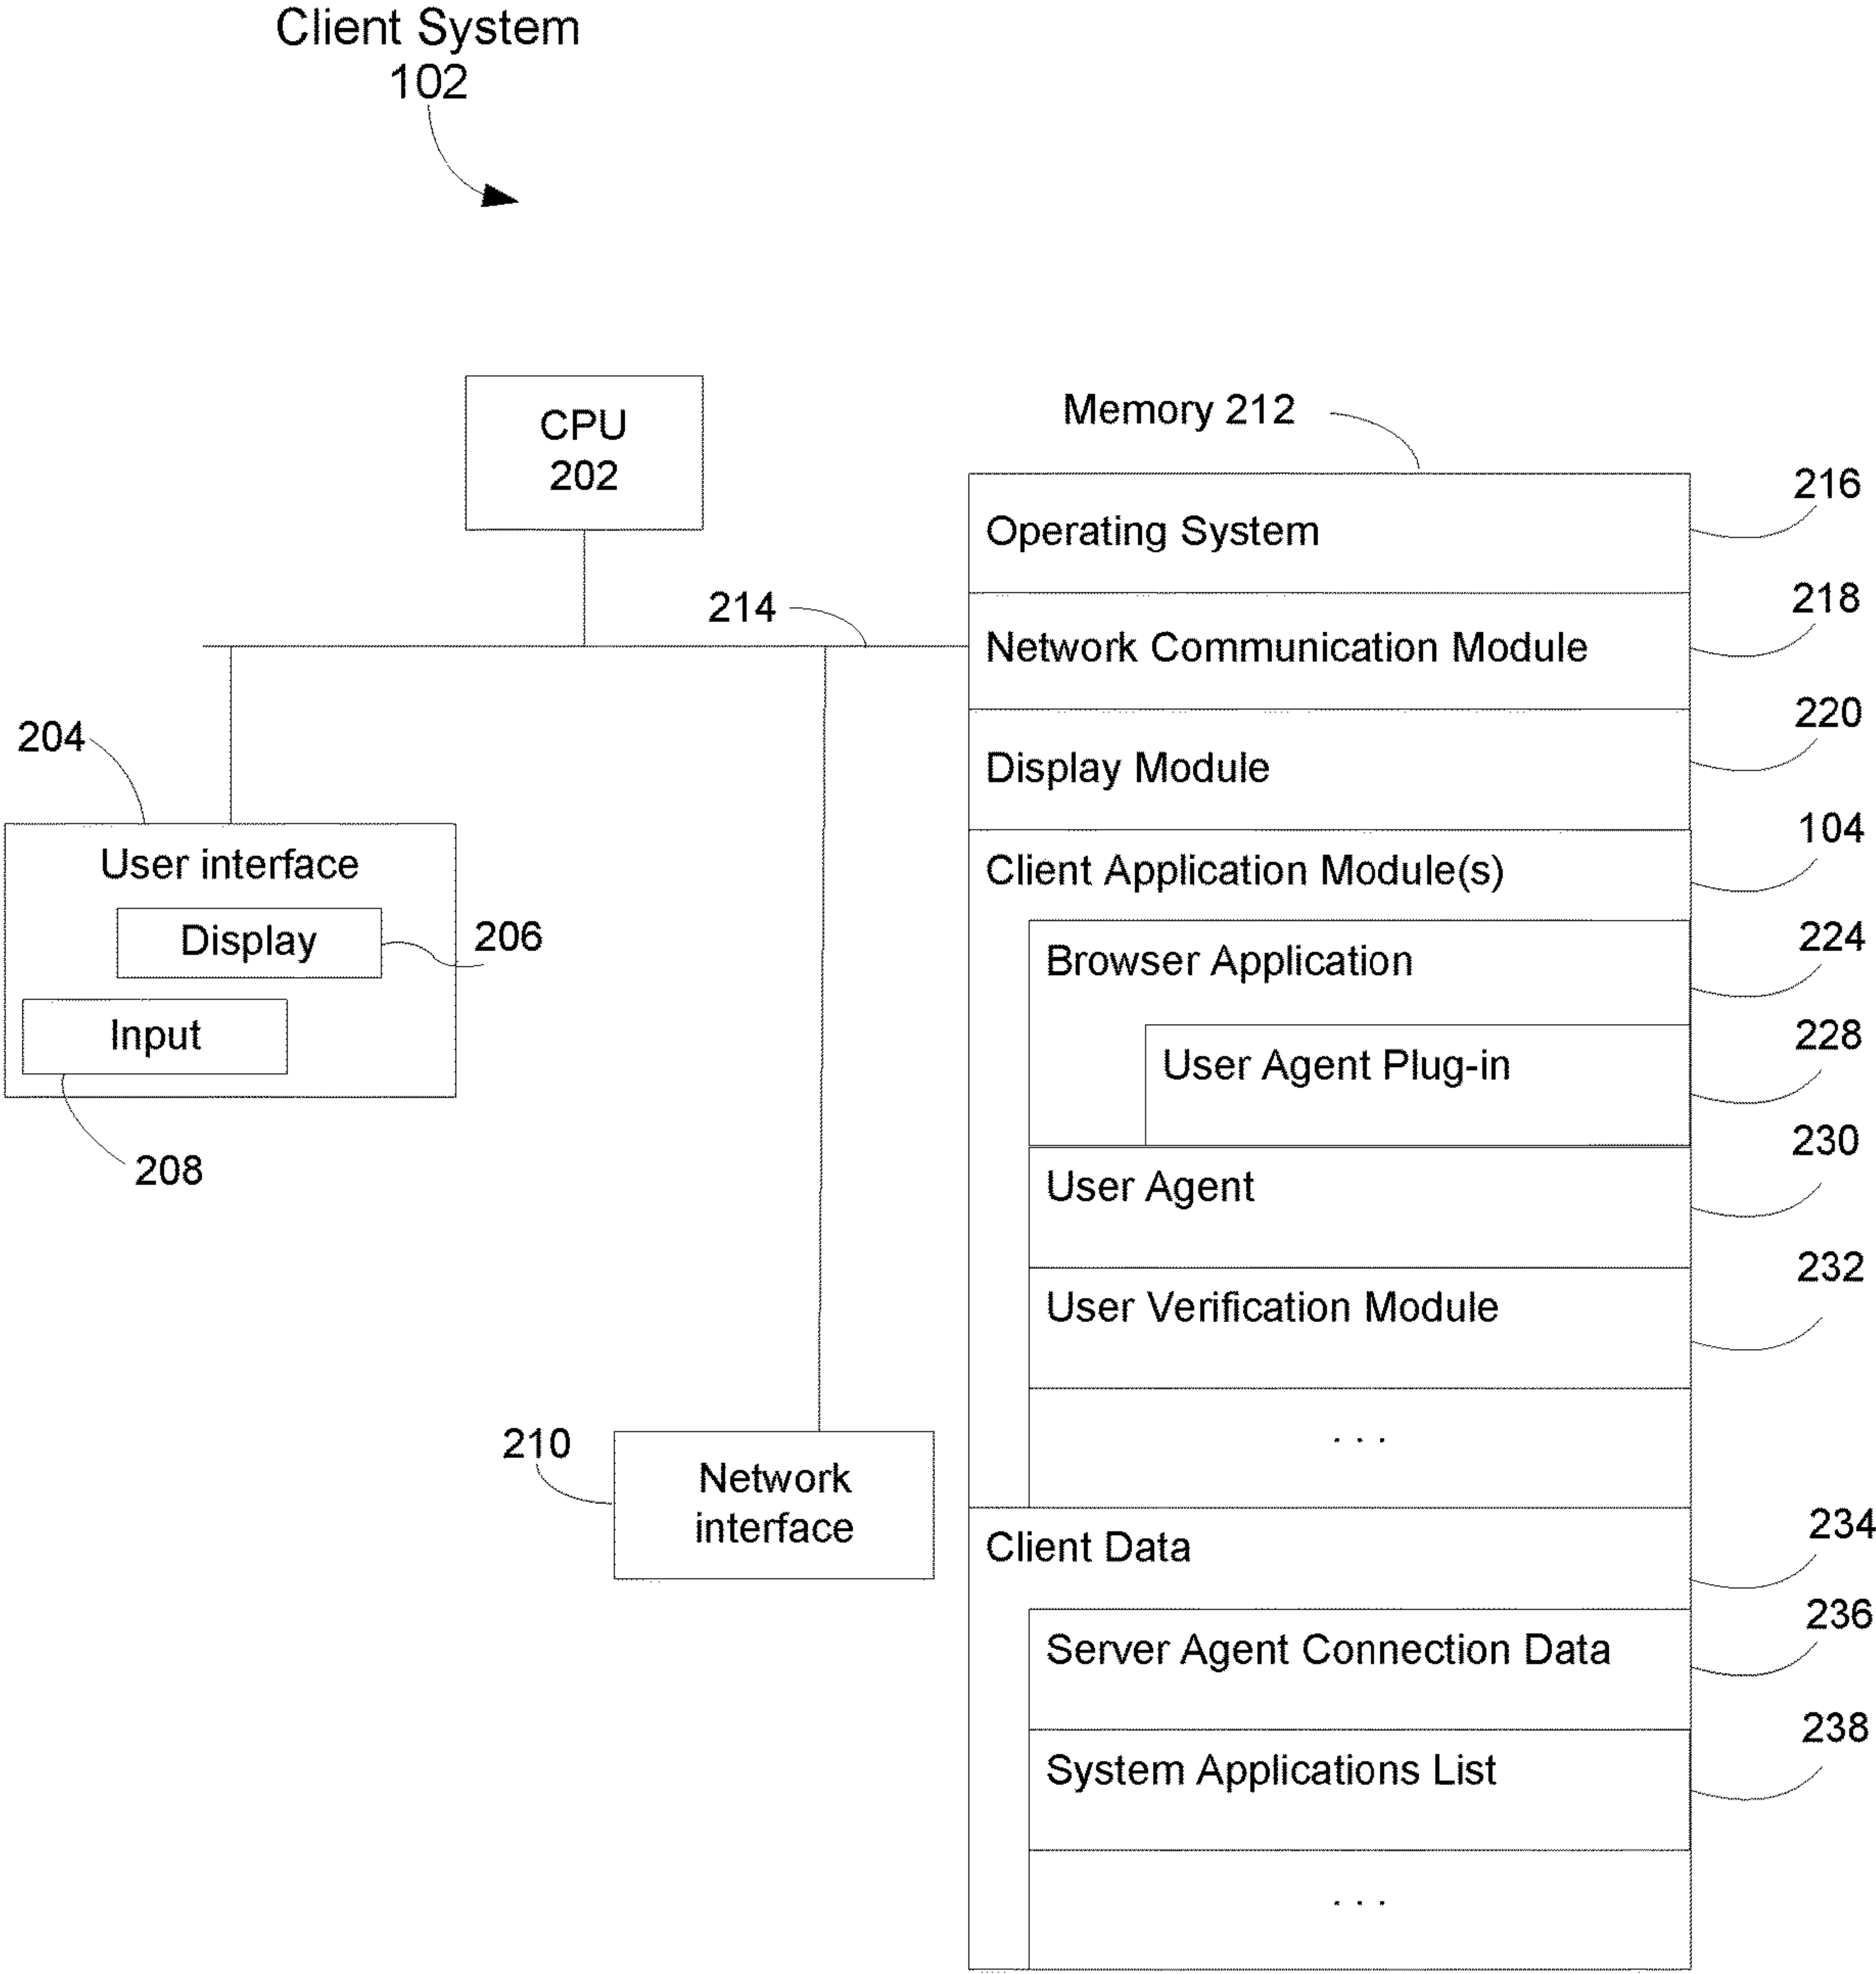 Client System
102
CPU
202
Memory 212
Operating System
216
214
Network Communication Module
218
Display Module
220
204
User interface
Display
206
Input
208
Client Application Module(s)
104
Browser Application
224
User Agent Plug-in
228
User Agent
230
User Verification Module
232
. . .
210
Network
interface
Client Data
234
Server Agent Connection Data
236
System Applications List
238
. . .